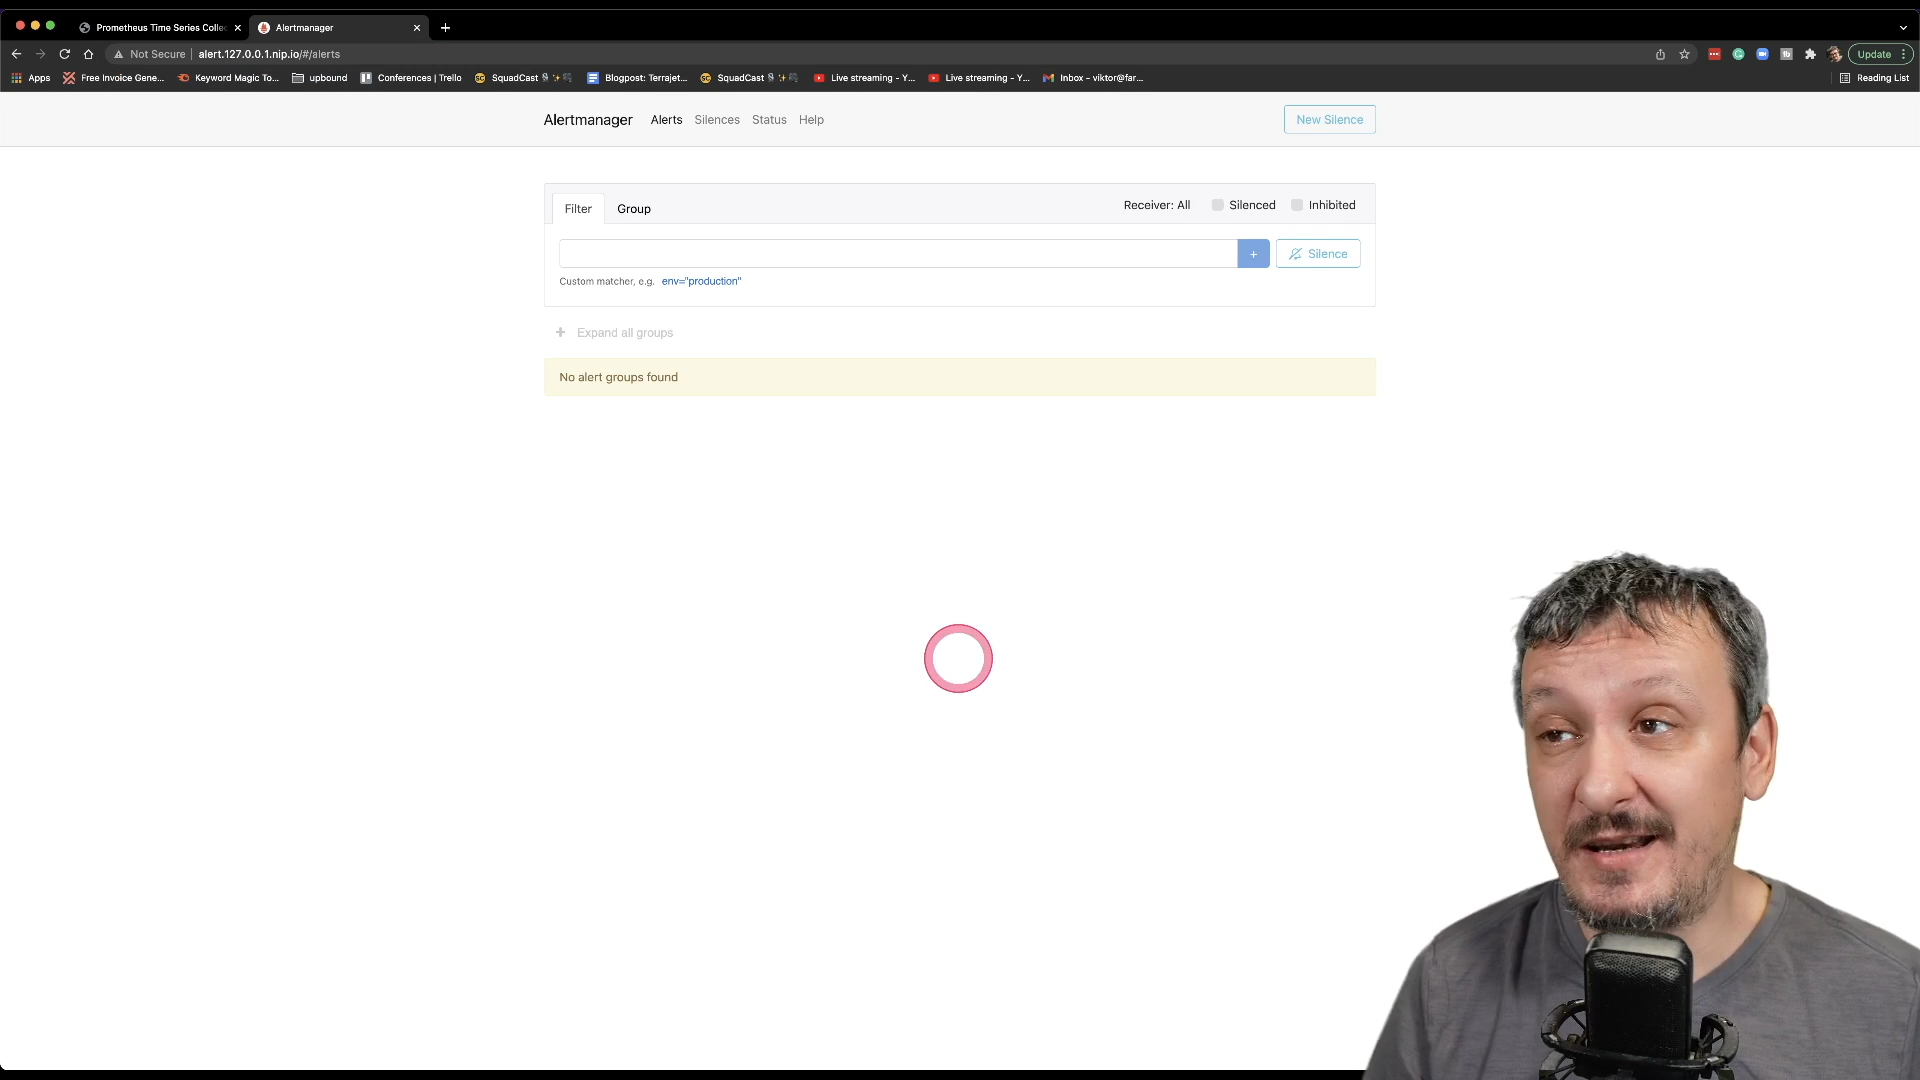 Prometheus Time Series Collec
Alertmanager
Not Secure alert.127.0.0.1.nip.io/#/alerts
Update
Apps Free Invoice Gene... Keyword Magic To... upbound Conferences | Trello SquadCast Blogpost: Terrajet... SquadCast Live streaming - Y... Live streaming - Y... Inbox - viktor@far... Reading List
Alertmanager Alerts Silences Status Help New Silence
Filter Group Receiver: All Silenced Inhibited
+ Silence
Custom matcher, e.g. env="production"
+ Expand all groups
No alert groups found